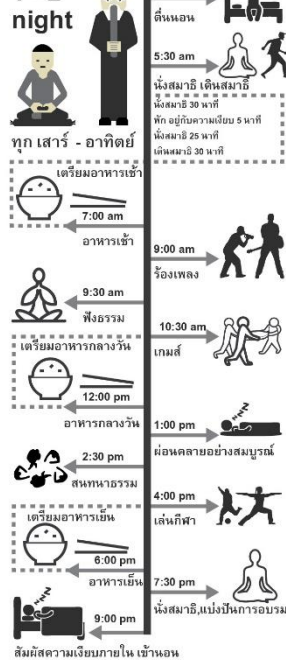 night
ทุก เสาร์ - อาทิตย์
ตื่นนอน
5:30 am
นั่งสมาธิ เดินสมาธิ
นั่งสมาธิ 30 นาที
พัก อยู่กับความเงียบ 5 นาที
นั่งสมาธิ 25 นาที
เดินสมาธิ 30 นาที
เตรียมอาหารเช้า
7:00 am
อาหารเช้า
9:00 am
ร้องเพลง
9:30 am
ฟังธรรม
10:30 am
เกมส์
เตรียมอาหารกลางวัน
12:00 pm
อาหารกลางวัน
1:00 pm
ผ่อนคลายอย่างสมบูรณ์
2:30 pm
สนทนาธรรม
4:00 pm
เล่นกีฬา
เตรียมอาหารเย็น
6:00 pm
อาหารเย็น
7:30 pm
นั่งสมาธิ,แบ่งปันการอบรม
9:00 pm
สัมผัสความเงียบภายใน เข้านอน